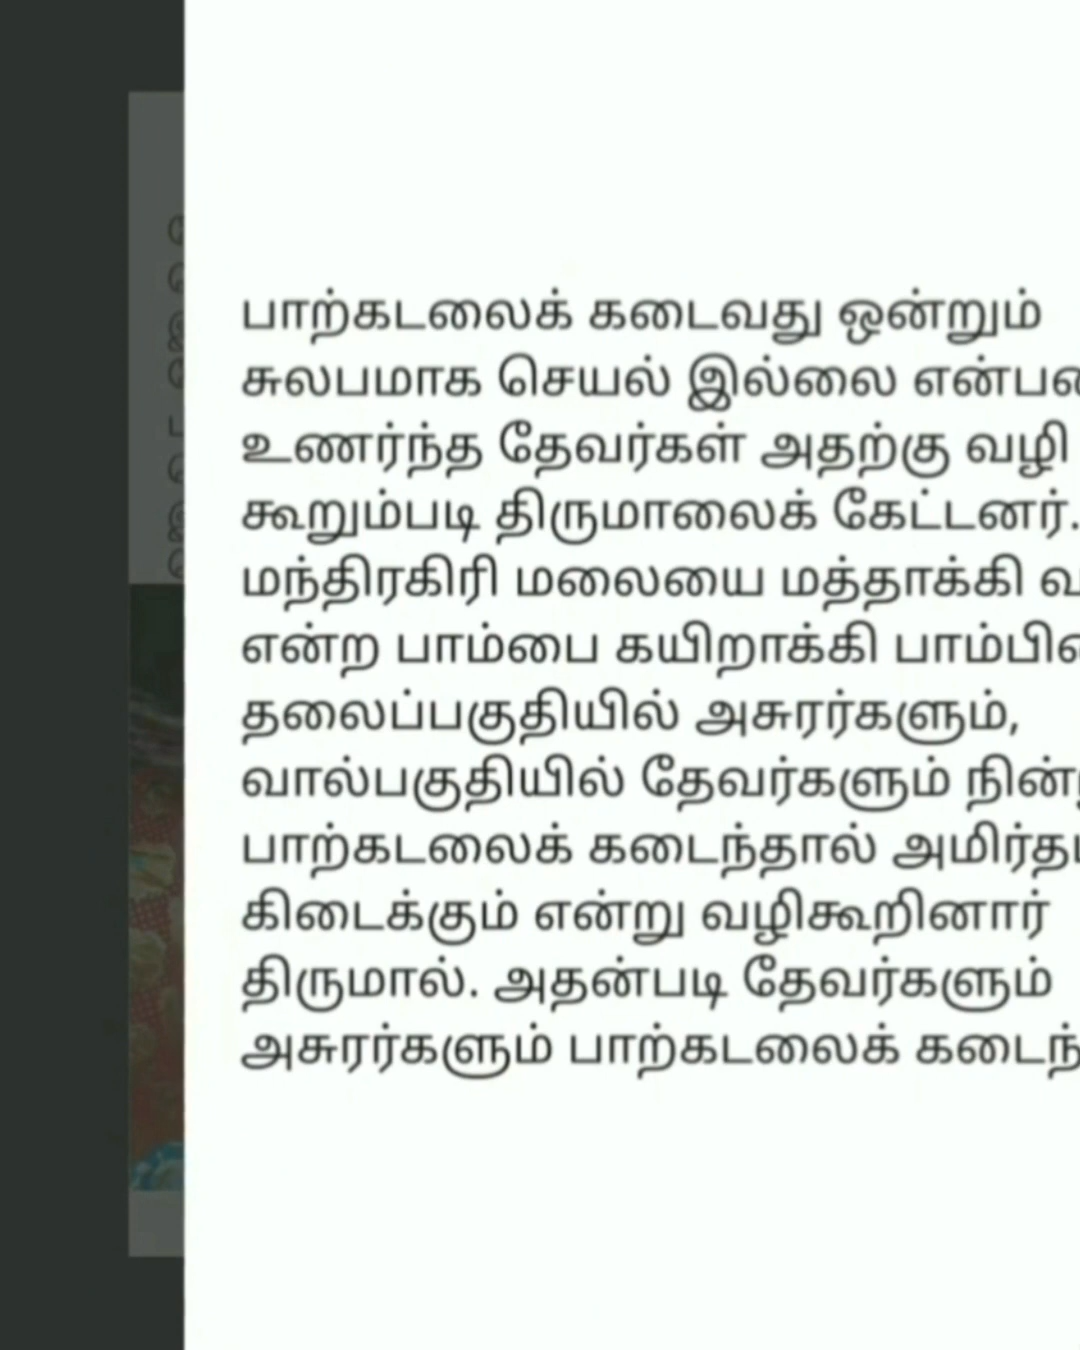 பாற்கடலைக் கடைவது ஒன்றும்
சுலபமாக செயல் இல்லை
உணர்ந்த தேவர்கள் அதற்கு வழி
கூறும்படி திருமாலைக் கேட்டனர்.
மந்திரகிரி மலையை மத்தாக்கி
என்ற பாம்பை கயிறாக்கி
தலைப்பகுதியில் அசுரர்களும்,
வால்பகுதியில் தேவர்களும்
பாற்கடலைக் கடைந்தால்
கிடைக்கும் என்று வழிகூறினார்
திருமால். அதன்படி தேவர்களும்
அசுரர்களும் பாற்கடலைக்